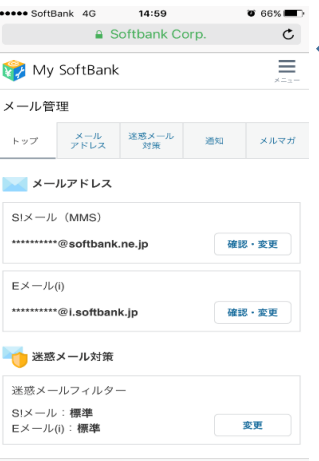 SoftBank 4G 14:59 66%
Softbank Corp.
My SoftBank
メニュー
メール管理
トップ
メール
アドレス
迷惑メール
対策
通知
メルマガ
メールアドレス
S!メール（MMS）
**********@softbank.ne.jp
確認・変更
Eメール(i)
**********@i.softbank.jp
確認・変更
迷惑メール対策
迷惑メールフィルター
S!メール：標準
Eメール(i)：標準
変更